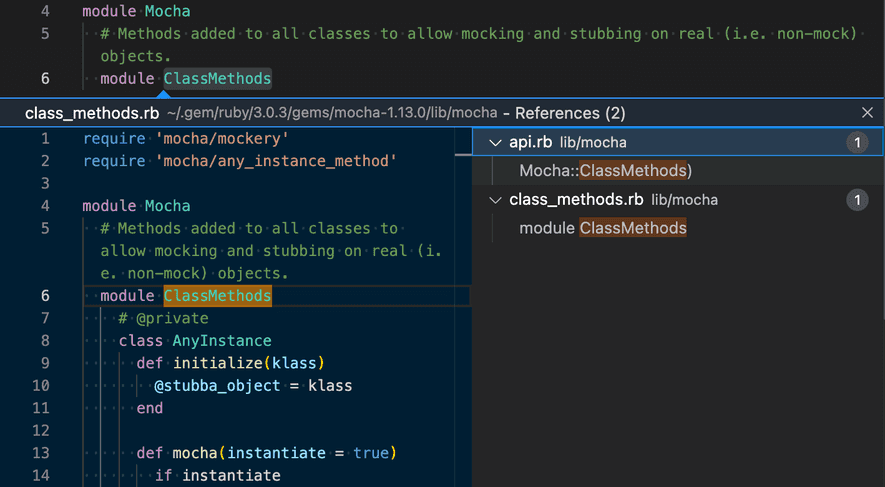 4 module Mocha
5 # Methods added to all classes to allow mocking and stubbing on real (i.e. non-mock)
objects.
6 module ClassMethods
class_methods.rb ~/.gem/ruby/3.0.3/gems/mocha-1.13.0/lib/mocha - References (2)
1 require 'mocha/mockery'
2 require 'mocha/any_instance_method'
3
4 module Mocha
5 # Methods added to all classes to
allow mocking and stubbing on real (i.
e. non-mock) objects.
6 module ClassMethods
7 # @private
8 class AnyInstance
9 def initialize(klass)
10 @stubba_object = klass
11 end
12
13 def mocha(instantiate = true)
14 if instantiate
api.rb lib/mocha 1
Mocha::ClassMethods)
class_methods.rb lib/mocha 1
module ClassMethods